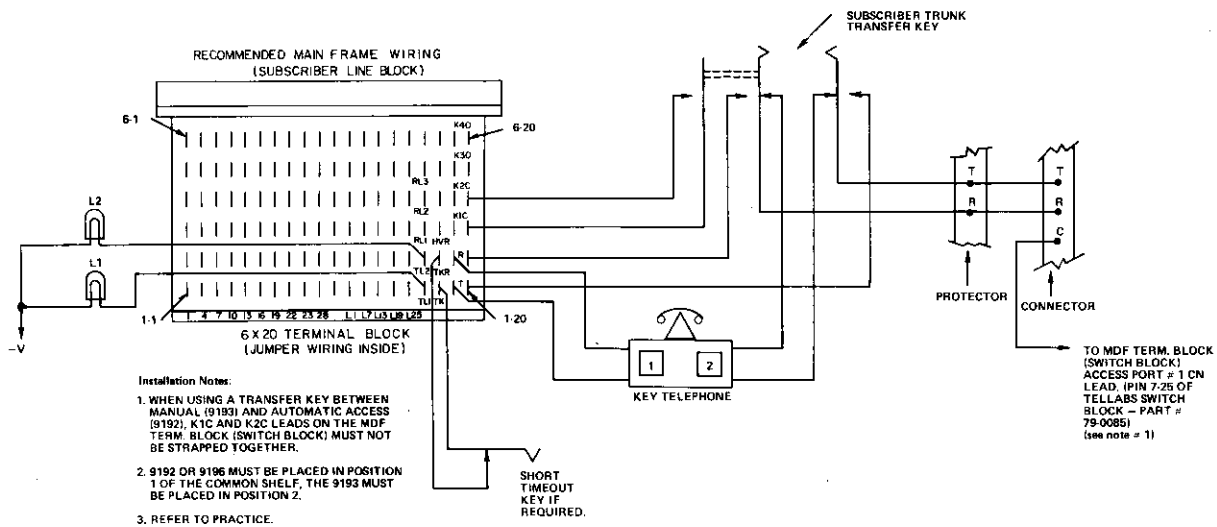 SUBSCRIBER TRUNK
TRANSFER KEY
RECOMMENDED MAIN FRAME WIRING
(SUBSCRIBER LINE BLOCK)
6-1
K4O
6-20
K3O
RL3
K2C
RL2
K1C
L2
RL1
HVR
R
L1
TL2
TKR
T
TL1
TK
1-1
1-20
1 4 7 10 13 16 19 22 23 28 L1 L7 L13 L19 L25
6X20 TERMINAL BLOCK
(JUMPER WIRING INSIDE)
-V
T
R
T
R
C
PROTECTOR
CONNECTOR
1
2
KEY TELEPHONE
TO MDF TERM. BLOCK
(SWITCH BLOCK)
ACCESS PORT # 1 CN
LEAD. (PIN 7-25 OF
TELLABS SWITCH
BLOCK – PART #
79-0085)
(see note # 1)
Installation Notes:
1. WHEN USING A TRANSFER KEY BETWEEN
MANUAL (9193) AND AUTOMATIC ACCESS
(9192), K1C AND K2C LEADS ON THE MDF
TERM. BLOCK (SWITCH BLOCK) MUST NOT
BE STRAPPED TOGETHER.
2. 9192 OR 9196 MUST BE PLACED IN POSITION
1 OF THE COMMON SHELF, THE 9193 MUST
BE PLACED IN POSITION 2.
3. REFER TO PRACTICE.
SHORT
TIMEOUT
KEY IF
REQUIRED.